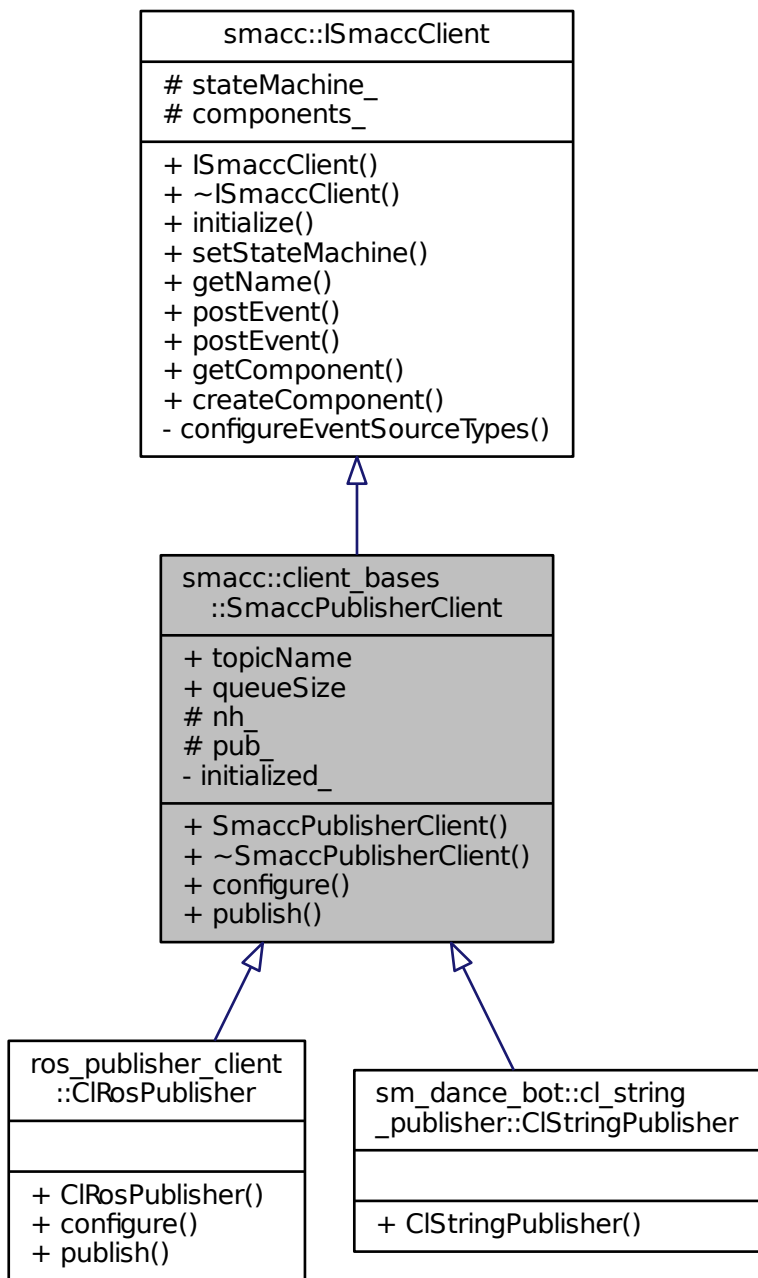 smacc::ISmaccClient
# stateMachine_
# components_
+ ISmaccClient()
+ ~ISmaccClient()
+ initialize()
+ setStateMachine()
+ getName()
+ postEvent()
+ postEvent()
+ getComponent()
+ createComponent()
- configureEventSourceTypes()
smacc::client_bases
::SmaccPublisherClient
+ topicName
+ queueSize
# nh_
# pub_
- initialized_
+ SmaccPublisherClient()
+ ~SmaccPublisherClient()
+ configure()
+ publish()
ros_publisher_client
::ClRosPublisher
+ ClRosPublisher()
+ configure()
+ publish()
sm_dance_bot::cl_string
_publisher::ClStringPublisher
+ ClStringPublisher()